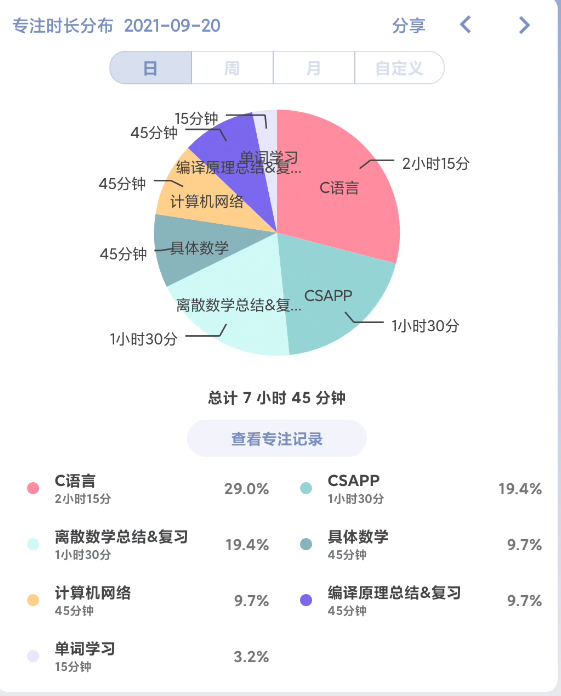 专注时长分布 2021-09-20
分享
日 周 月 自定义
15分钟
45分钟
单词学习
编译原理总结&复...
2小时15分
C语言
45分钟
计算机网络
具体数学
45分钟
CSAPP
离散数学总结&复...
1小时30分
1小时30分
总计 7 小时 45 分钟
查看专注记录
C语言 29.0%
2小时15分
CSAPP 19.4%
1小时30分
离散数学总结&复习 19.4%
1小时30分
具体数学 9.7%
45分钟
计算机网络 9.7%
45分钟
编译原理总结&复习 9.7%
45分钟
单词学习 3.2%
15分钟